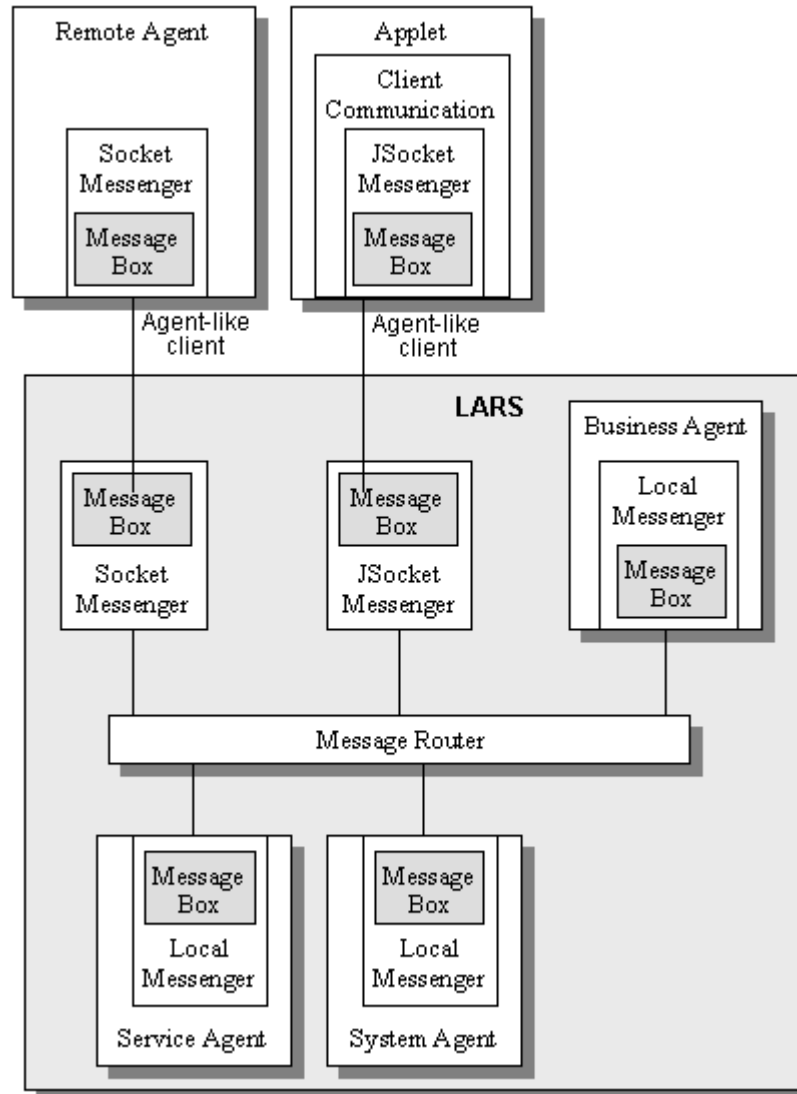 Remote Agent
Socket
Messenger
Message
Box
Applet
Client
Communication
JSocket
Messenger
Message
Box
Agent-like
client
Agent-like
client
LARS
Message
Box
Socket
Messenger
Message
Box
JSocket
Messenger
Business Agent
Local
Messenger
Message
Box
Message Router
Message
Box
Local
Messenger
Service Agent
Message
Box
Local
Messenger
System Agent